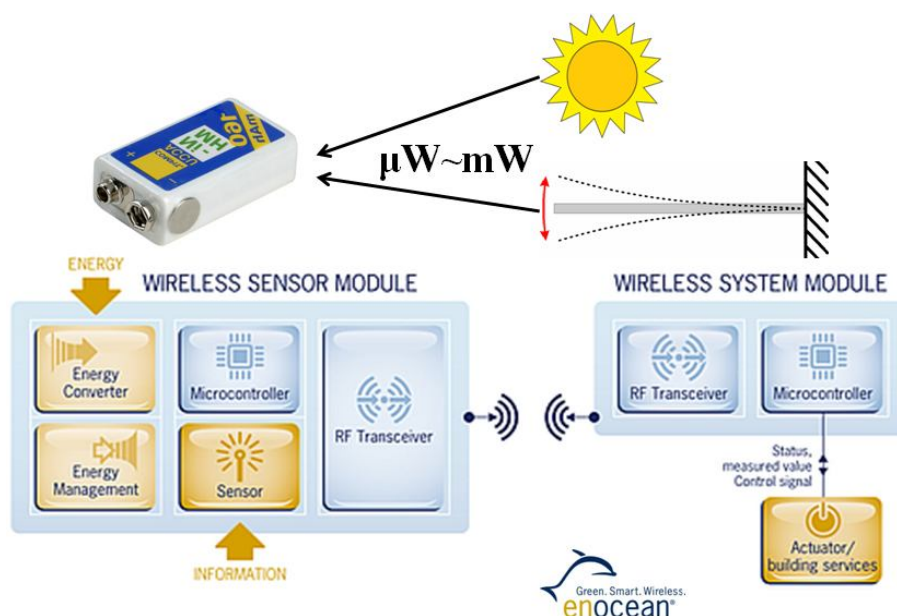 μW~mW
+
-
ENERGY
WIRELESS SENSOR MODULE
Energy
Converter
Microcontroller
RF Transceiver
Energy
Management
Sensor
INFORMATION
WIRELESS SYSTEM MODULE
RF Transceiver
Microcontroller
Status,
measured value
Control signal
Actuator/
building services
Green. Smart. Wireless.
enocean®